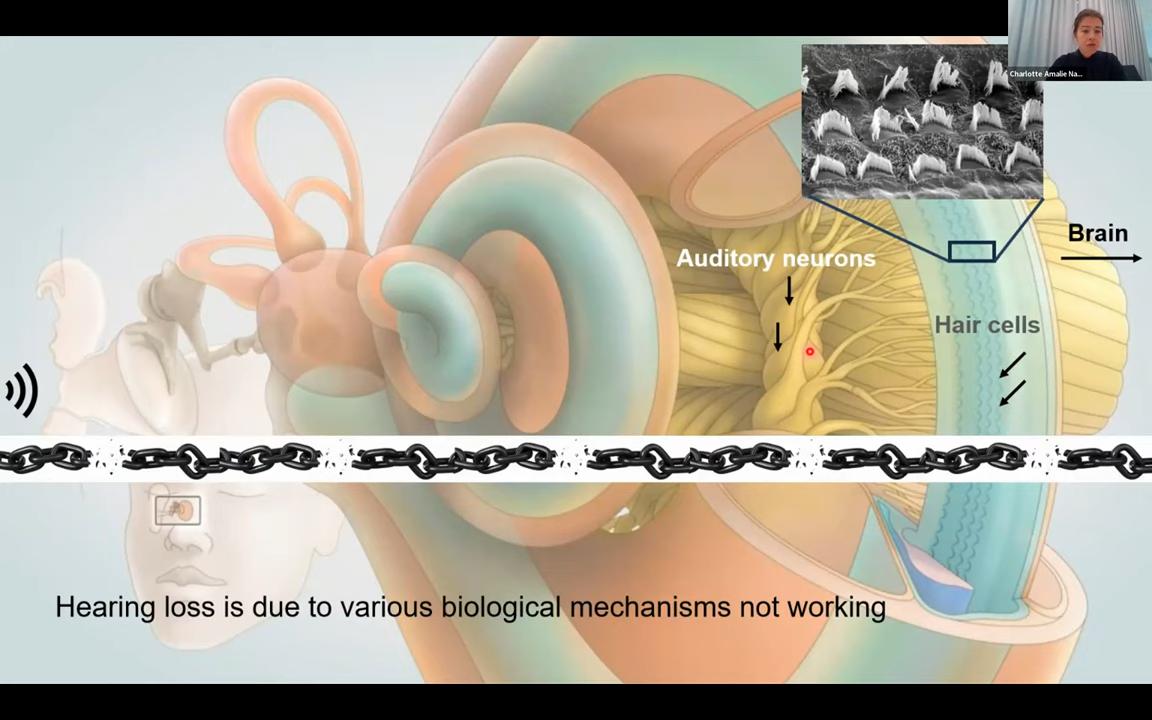 Charlotte Amalie Na...
Brain
Auditory neurons
Hair cells
Hearing loss is due to various biological mechanisms not working